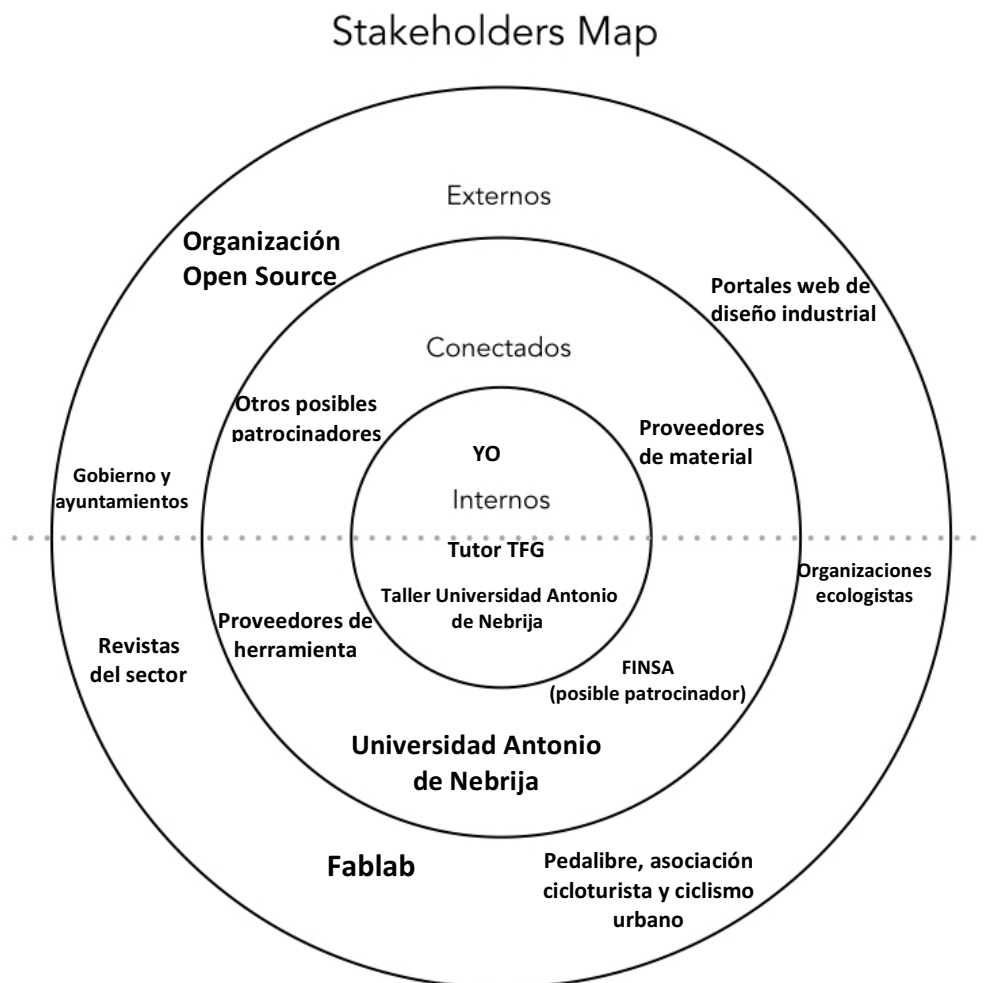 Stakeholders Map
Externos
Organización
Open Source
Portales web de
diseño industrial
Conectados
Otros posibles
patrocinadores
Proveedores
de material
YO
Gobierno y
ayuntamientos
Internos
Tutor TFG
Organizaciones
ecologistas
Taller Universidad Antonio
de Nebrija
Proveedores de
herramienta
Revistas
del sector
FINSA
(posible patrocinador)
Universidad Antonio
de Nebrija
Fablab
Pedalibre, asociación
cicloturista y ciclismo
urbano